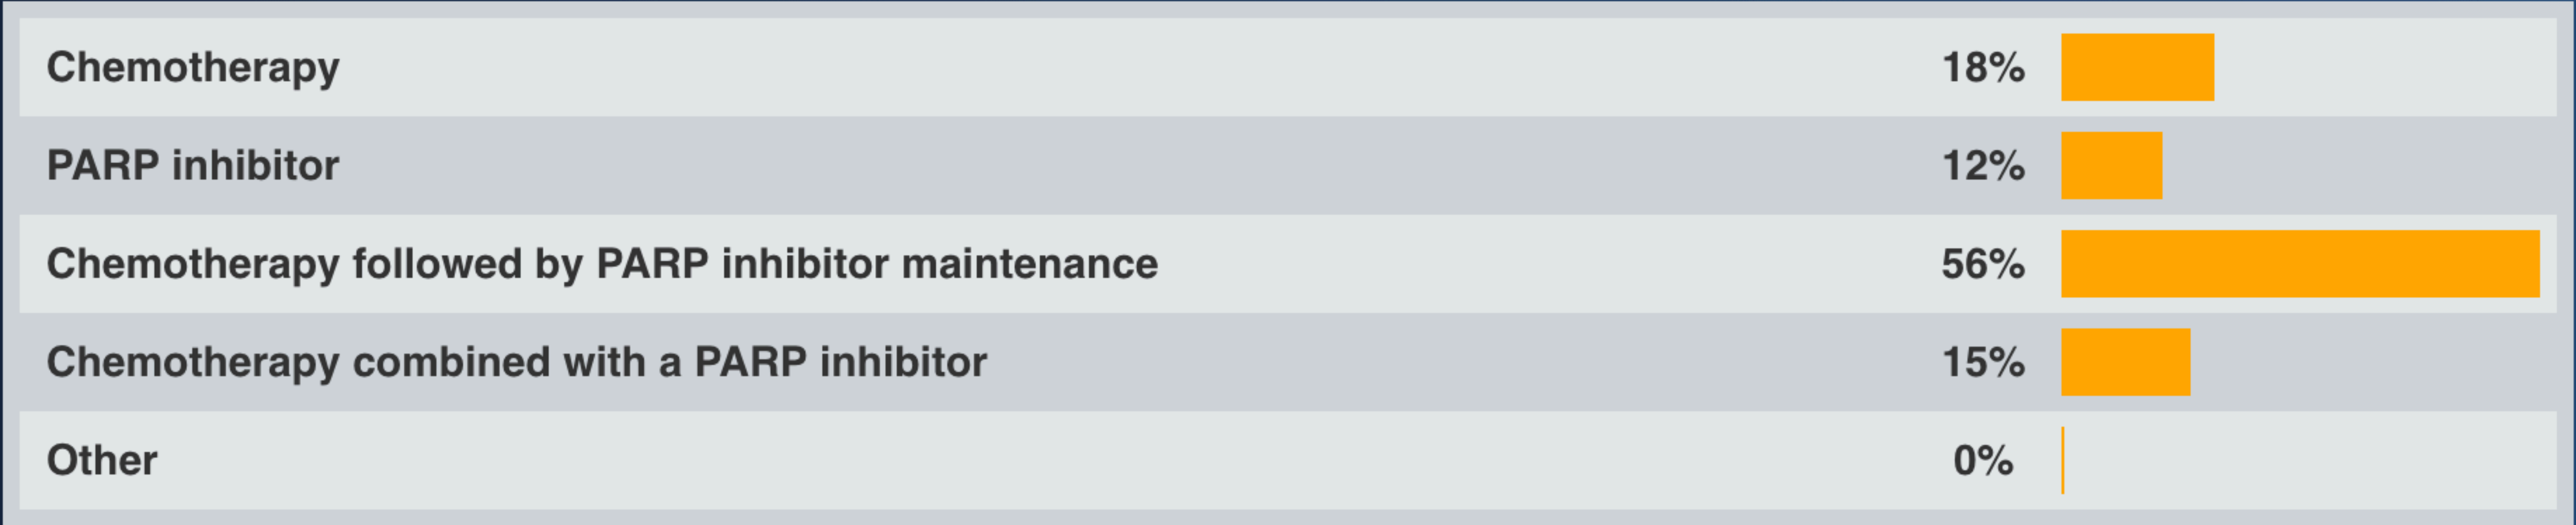 Chemotherapy 18%
PARP inhibitor 12%
Chemotherapy followed by PARP inhibitor maintenance 56%
Chemotherapy combined with a PARP inhibitor 15%
Other 0%